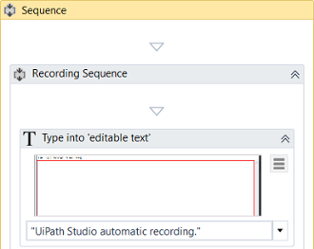 Sequence
Recording Sequence
Type into 'editable text'
"UiPath Studio automatic recording."